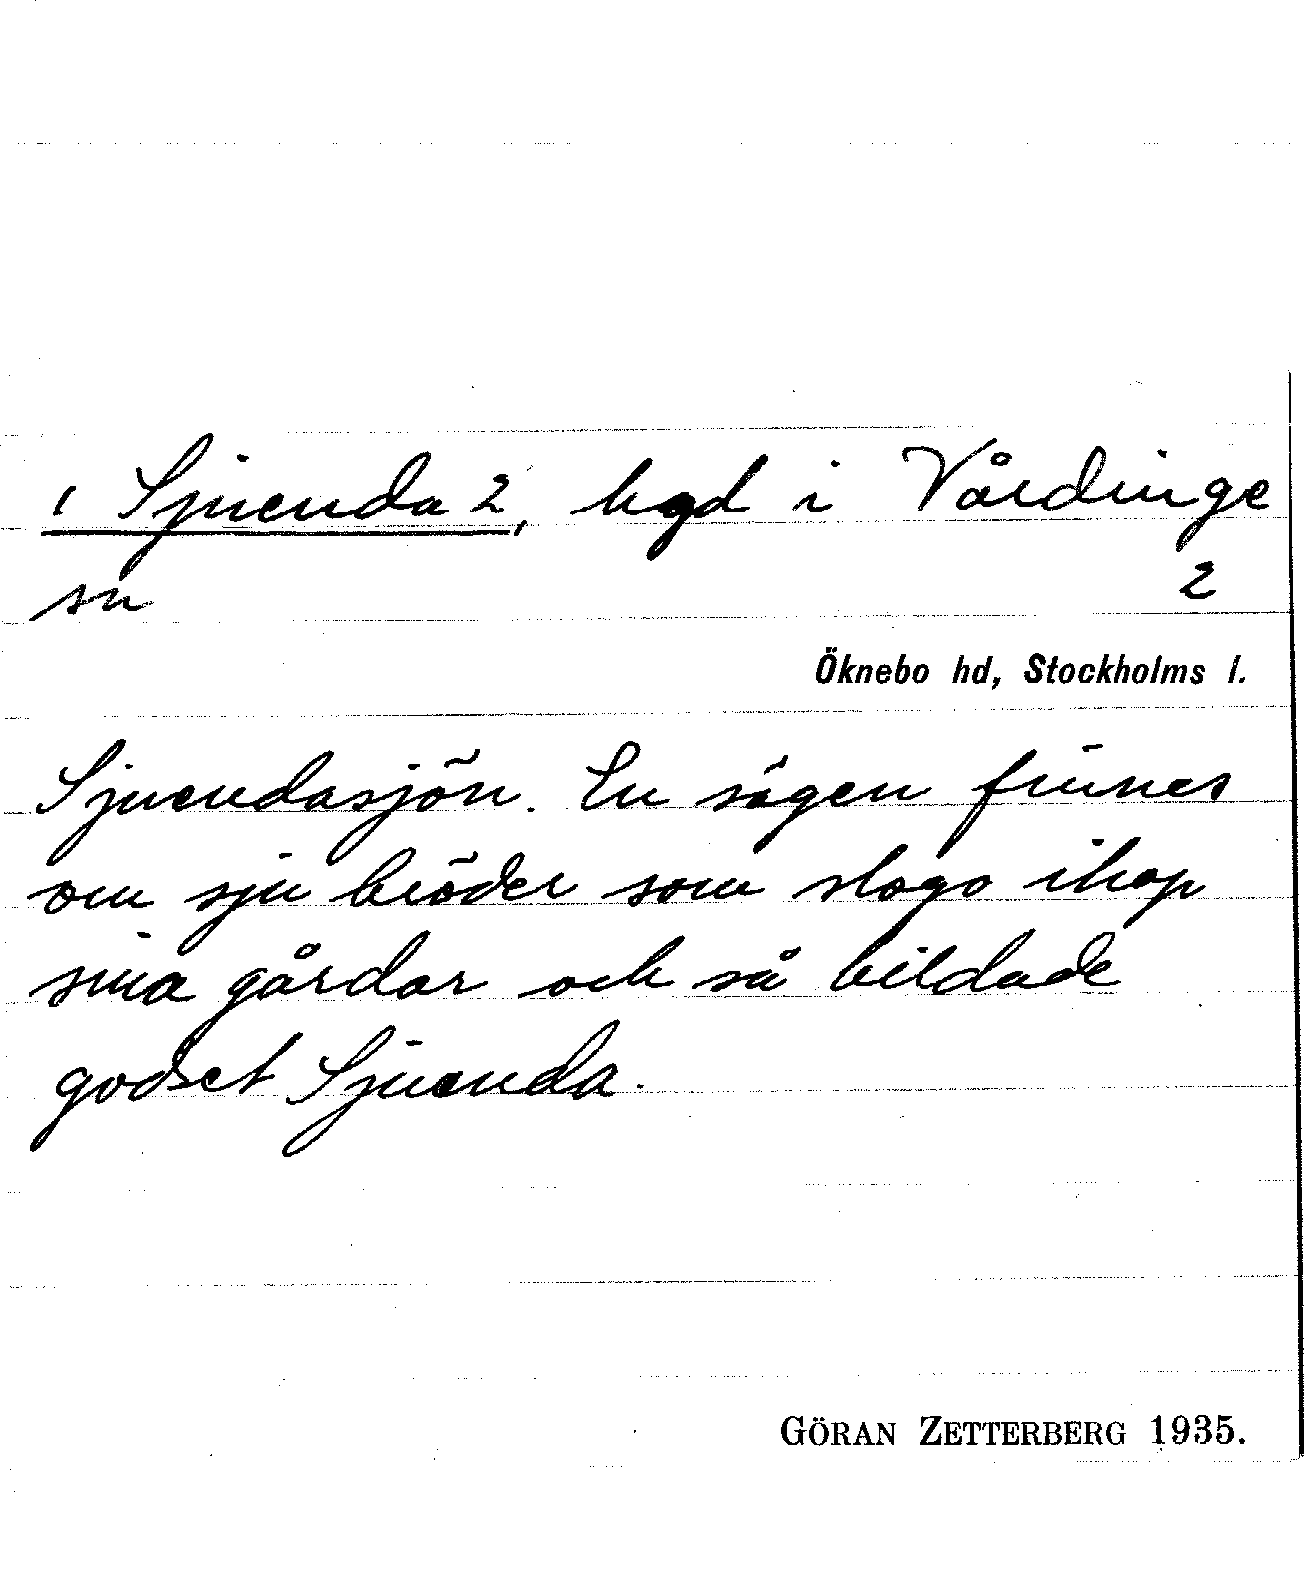 1 Sjuenda 2, hgd i Vårdinge
sn 2
Öknebo hd, Stockholms l.
Sjuendasjön. En sägen finnes
om sju bröder som slogo ihop
sina gårdar och så bildade
godset Sjuenda.
GÖRAN ZETTERBERG 1935.